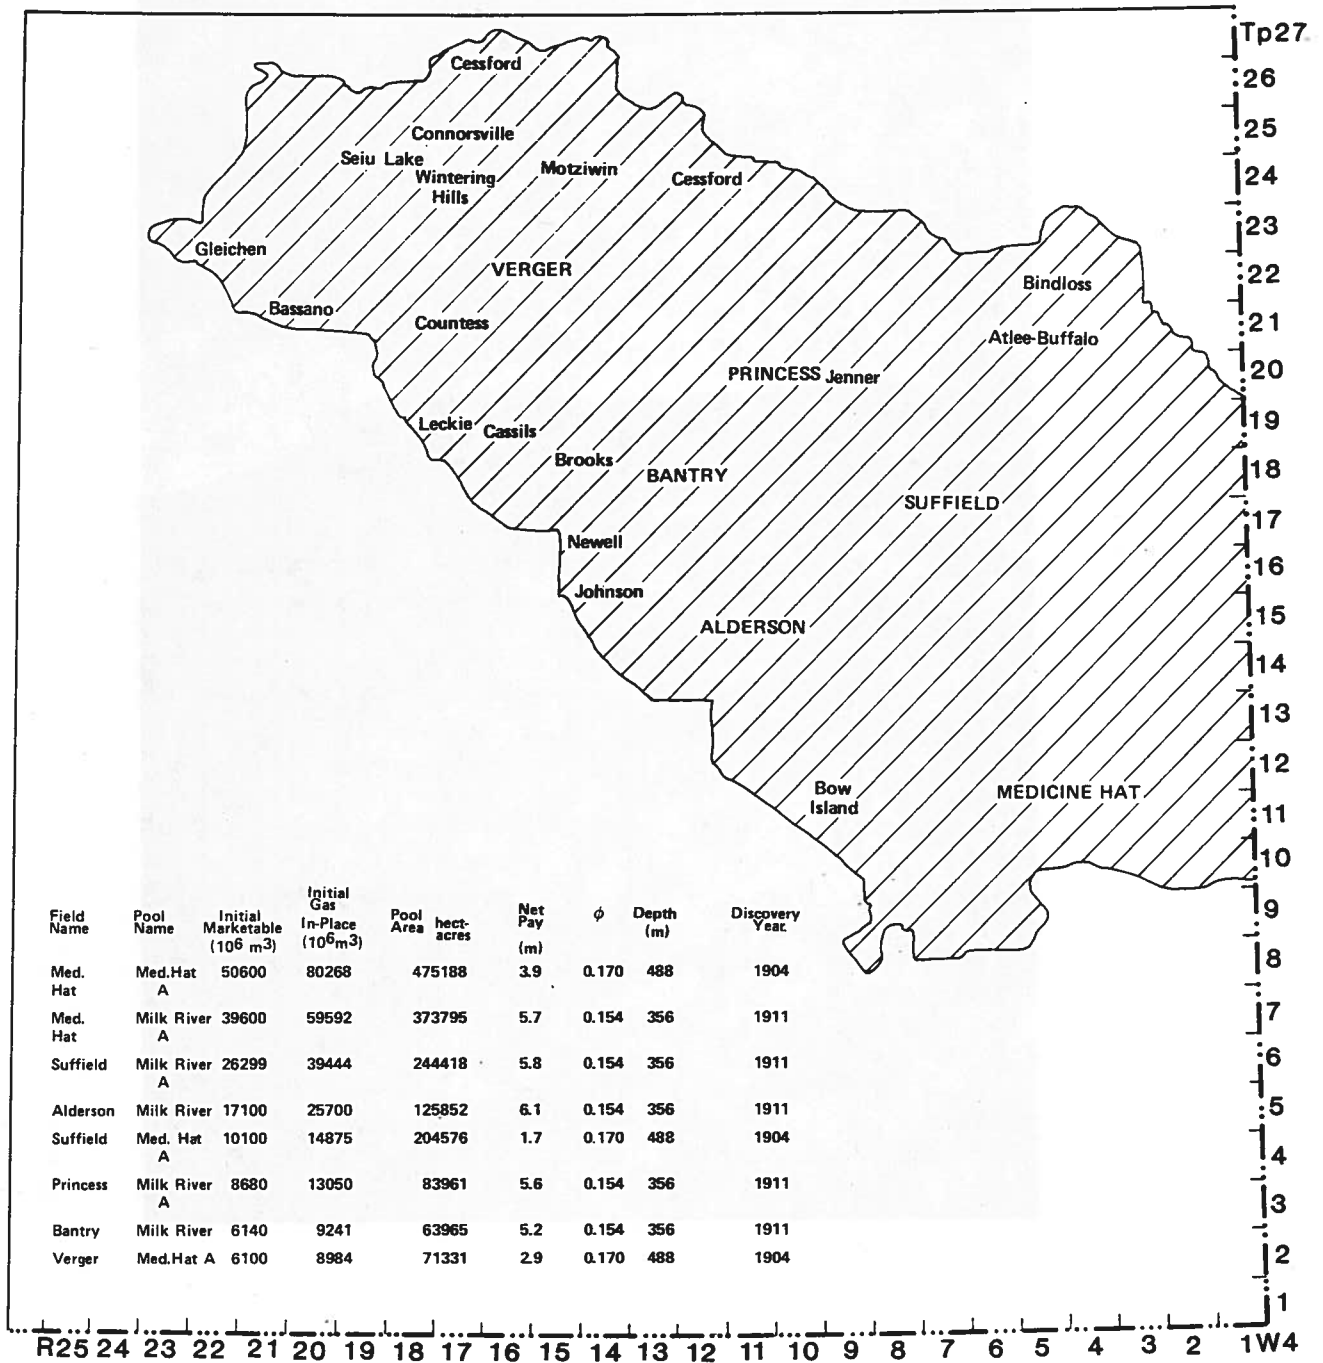 Tp27
26
Cessford
25
Connorsville
Seiu Lake
Motziwin
24
Wintering
Hills
Cessford
23
Gleichen
VERGER
22
Bindloss
Bassano
Countess
21
Atlee-Buffalo
PRINCESS Jenner
20
Leckie
Cassils
19
Brooks
BANTRY
18
SUFFIELD
17
Newell
16
Johnson
15
ALDERSON
14
13
12
Bow
Island
MEDICINE HAT
11
10
9
8
7
6
5
4
3
2
1
Field Name Pool Name Initial Marketable (10⁶ m³) Initial Gas In-Place (10⁶m³) Pool Area hect-acres Net Pay (m) φ Depth (m) Discovery Year
Med. Med.Hat 50600 80268 475188 3.9 0.170 488 1904
Hat A
Med. Milk River 39600 59592 373795 5.7 0.154 356 1911
Hat A
Suffield Milk River 26299 39444 244418 5.8 0.154 356 1911
A
Alderson Milk River 17100 25700 125852 6.1 0.154 356 1911
Suffield Med. Hat 10100 14875 204576 1.7 0.170 488 1904
A
Princess Milk River 8680 13050 83961 5.6 0.154 356 1911
A
Bantry Milk River 6140 9241 63965 5.2 0.154 356 1911
Verger Med.Hat A 6100 8984 71331 2.9 0.170 488 1904
R25 24 23 22 21 20 19 18 17 16 15 14 13 12 11 10 9 8 7 6 5 4 3 2 1W4